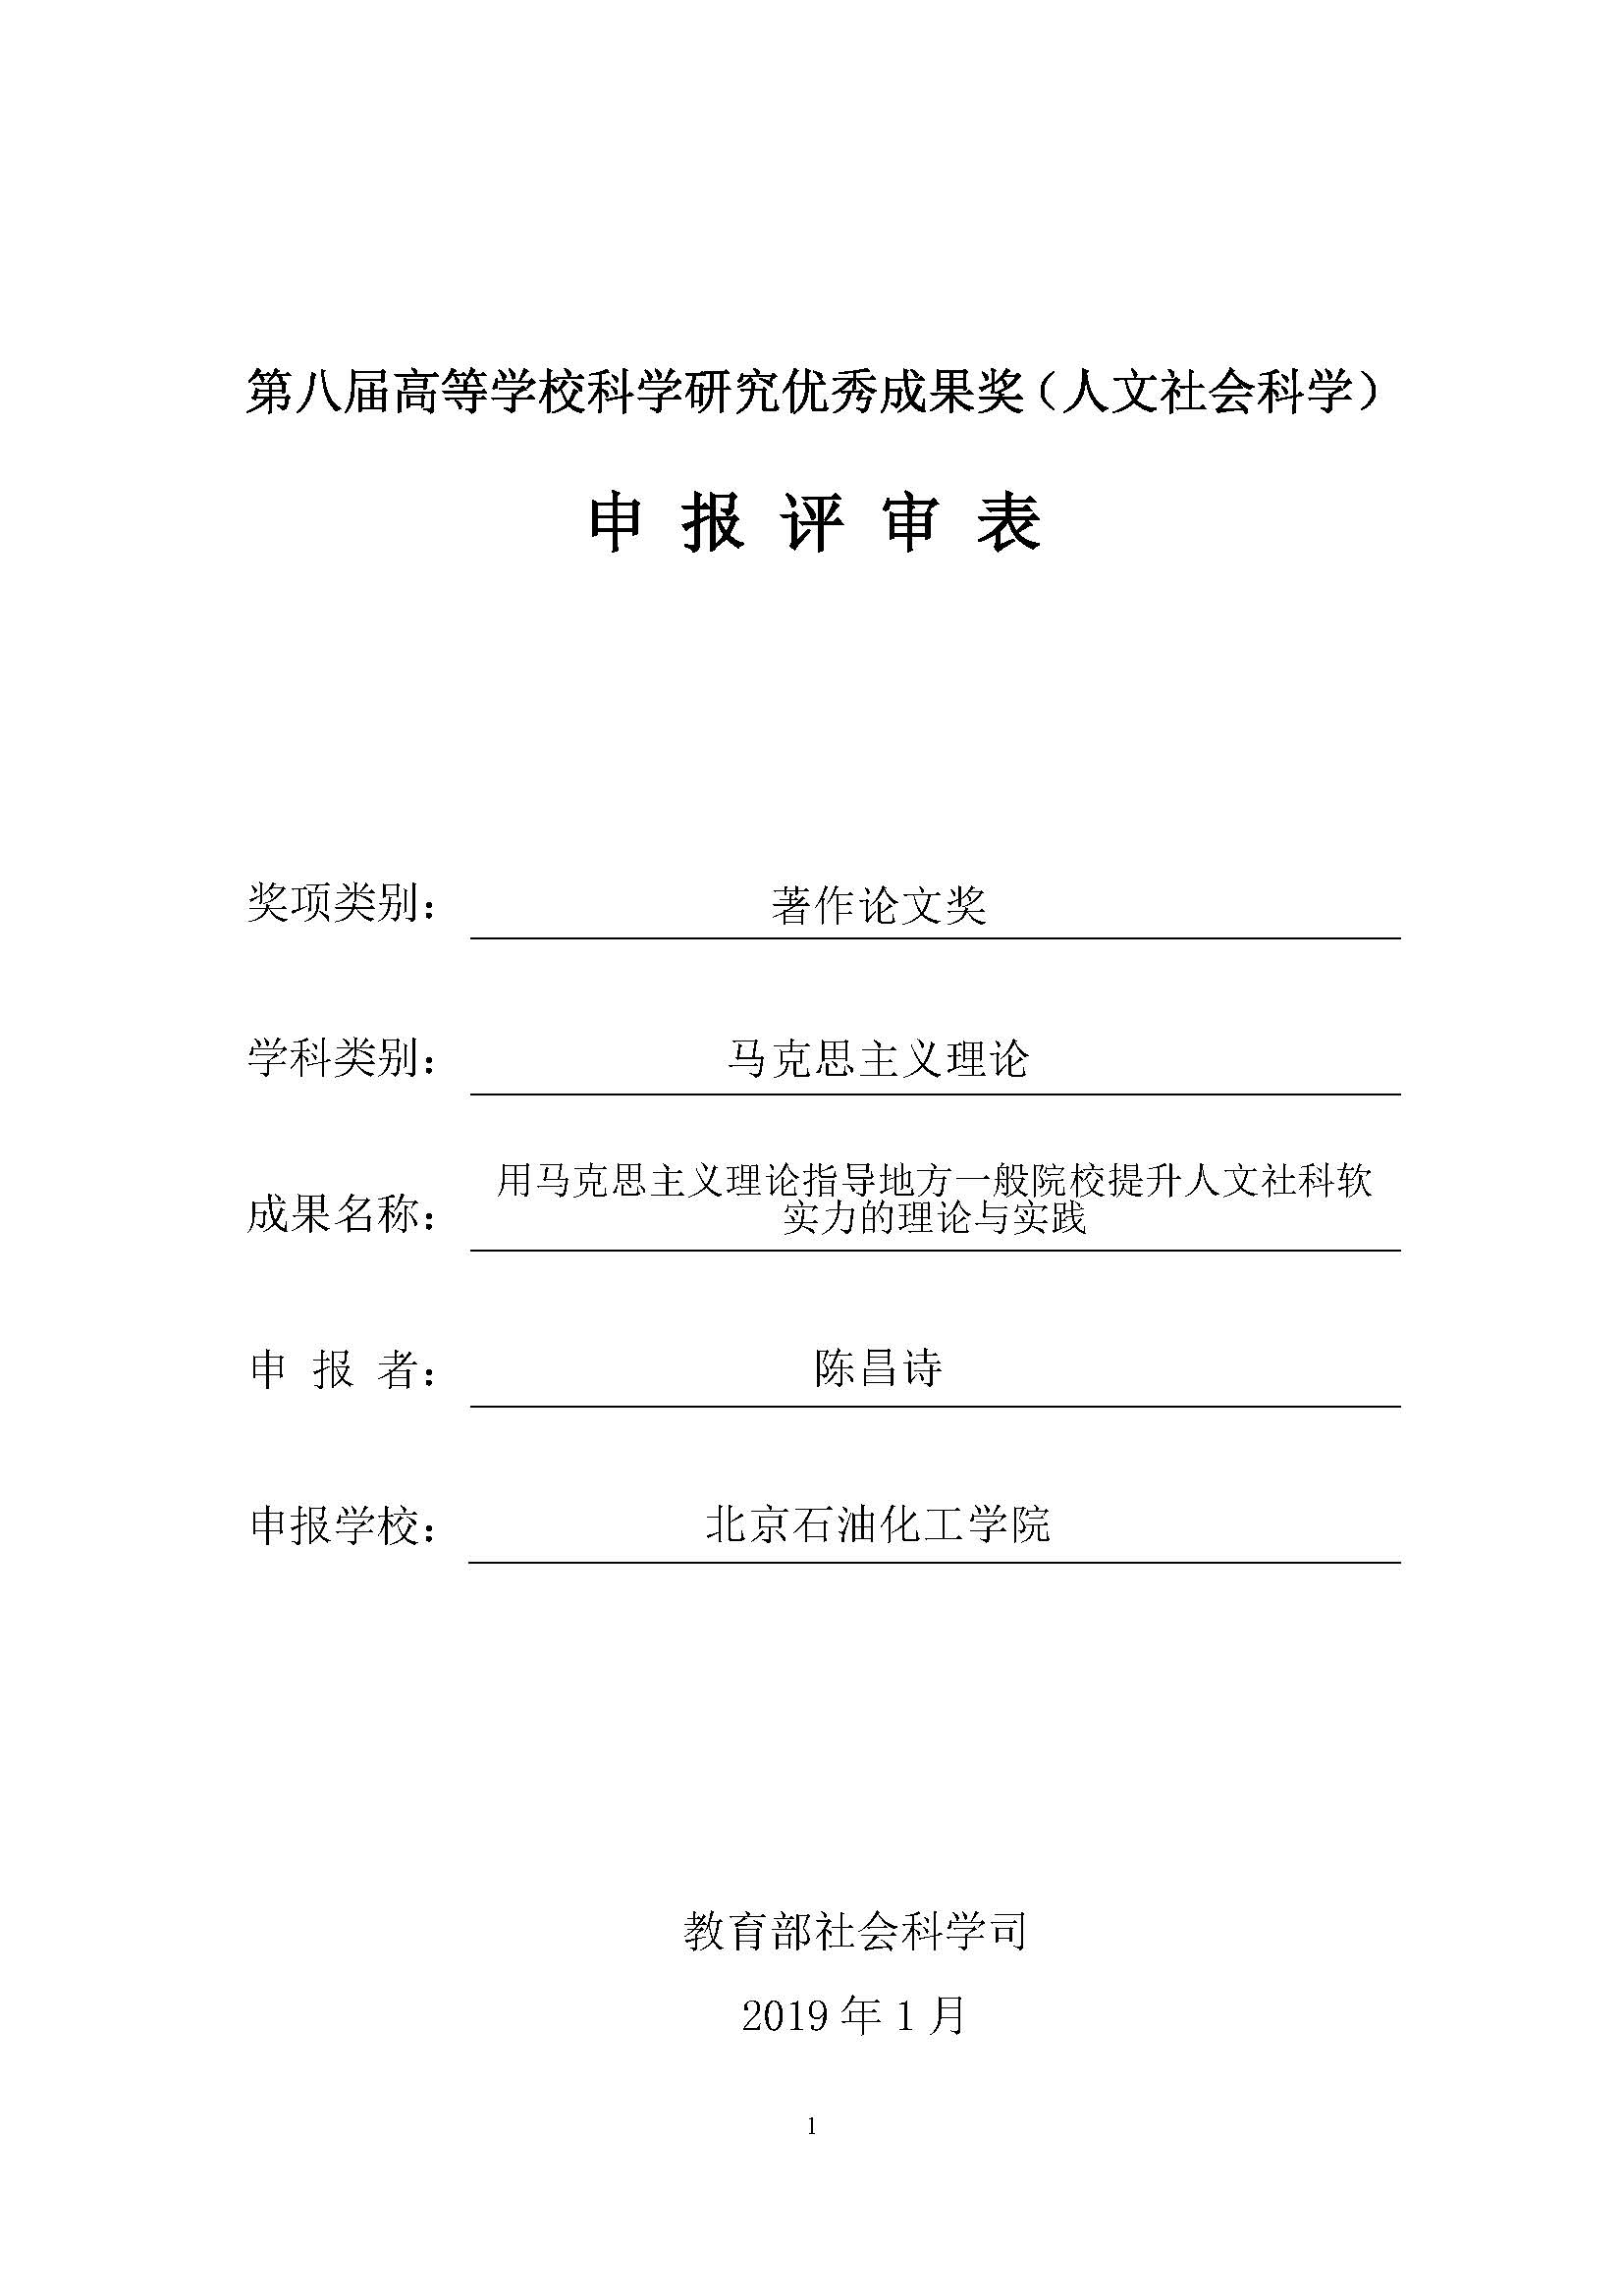 第八届高等学校科学研究优秀成果奖（人文社会科学）
申 报 评 审 表
奖项类别： 著作论文奖
学科类别： 马克思主义理论
成果名称： 用马克思主义理论指导地方一般院校提升人文社科软
实力的理论与实践
申 报 者： 陈昌诗
申报学校： 北京石油化工学院
教育部社会科学司
2019 年 1 月
1